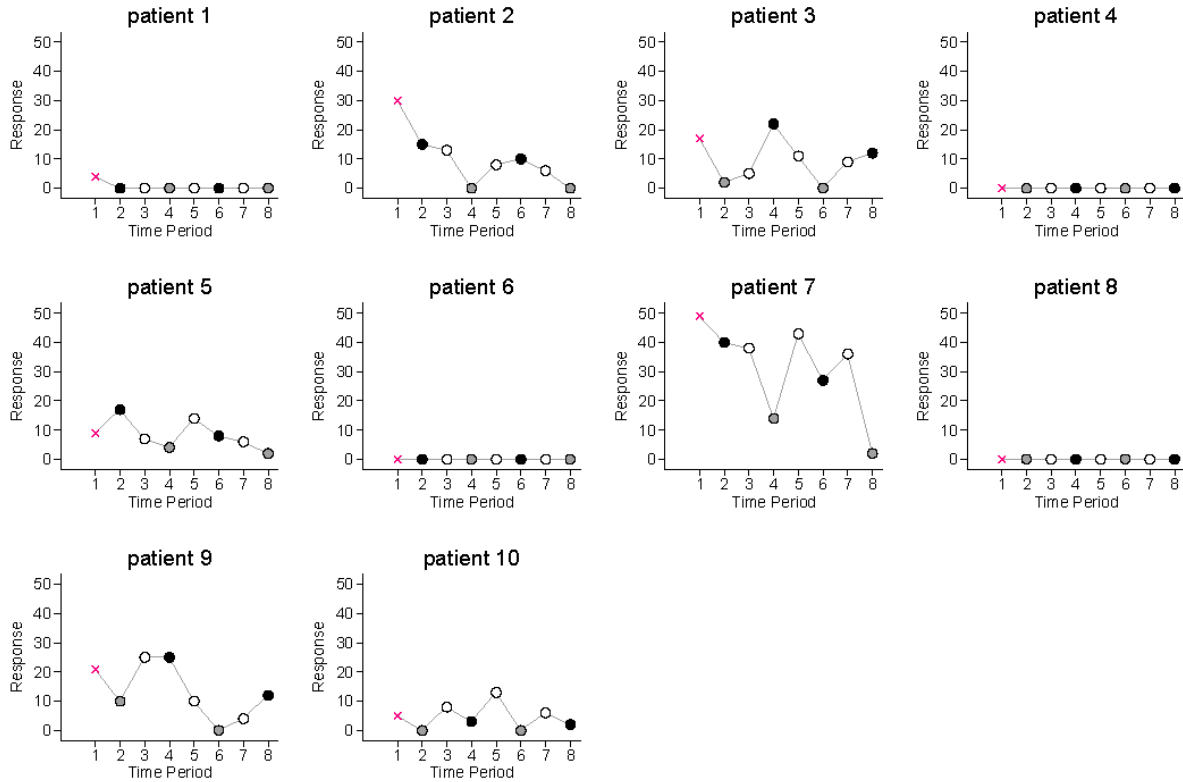 patient 1
Response
50
40
30
20
10
0
1 2 3 4 5 6 7 8
Time Period
patient 2
Response
50
40
30
20
10
0
1 2 3 4 5 6 7 8
Time Period
patient 3
Response
50
40
30
20
10
0
1 2 3 4 5 6 7 8
Time Period
patient 4
Response
50
40
30
20
10
0
1 2 3 4 5 6 7 8
Time Period
patient 5
Response
50
40
30
20
10
0
1 2 3 4 5 6 7 8
Time Period
patient 6
Response
50
40
30
20
10
0
1 2 3 4 5 6 7 8
Time Period
patient 7
Response
50
40
30
20
10
0
1 2 3 4 5 6 7 8
Time Period
patient 8
Response
50
40
30
20
10
0
1 2 3 4 5 6 7 8
Time Period
patient 9
Response
50
40
30
20
10
0
1 2 3 4 5 6 7 8
Time Period
patient 10
Response
50
40
30
20
10
0
1 2 3 4 5 6 7 8
Time Period